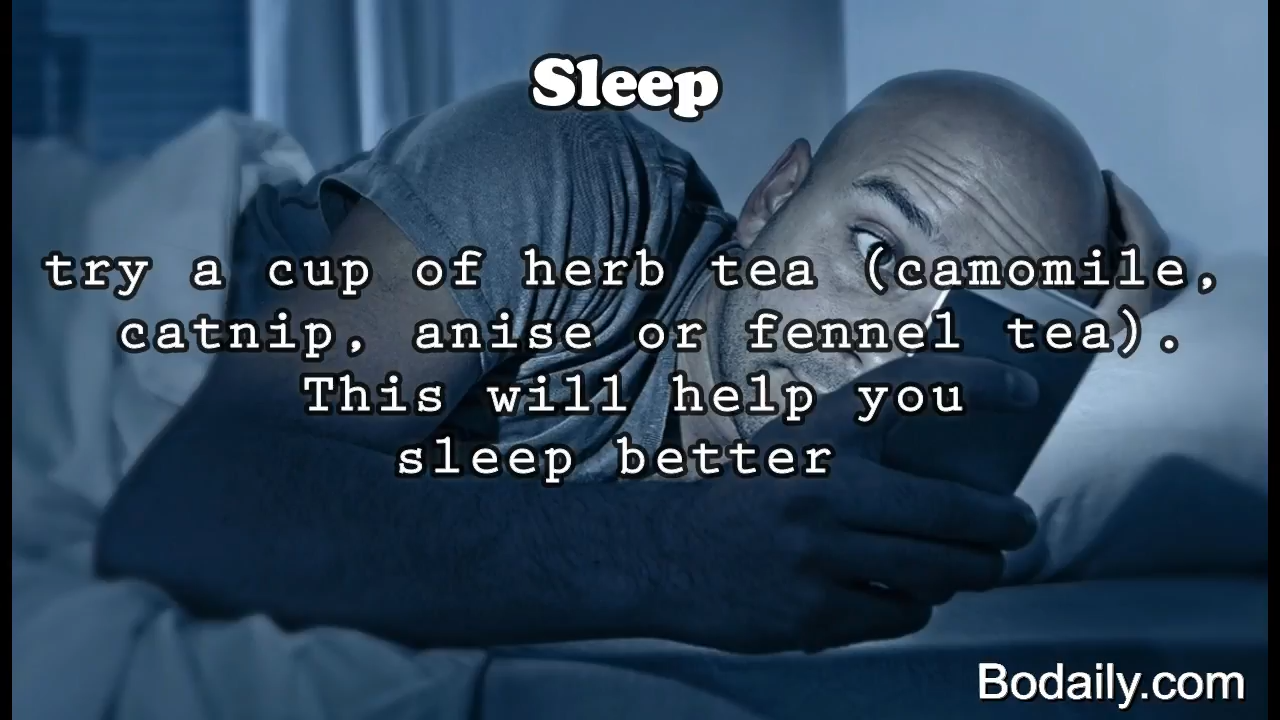 Sleep
try a cup of herb tea (camomile,
catnip, anise or fennel tea).
This will help you
sleep better
Bodaily.com